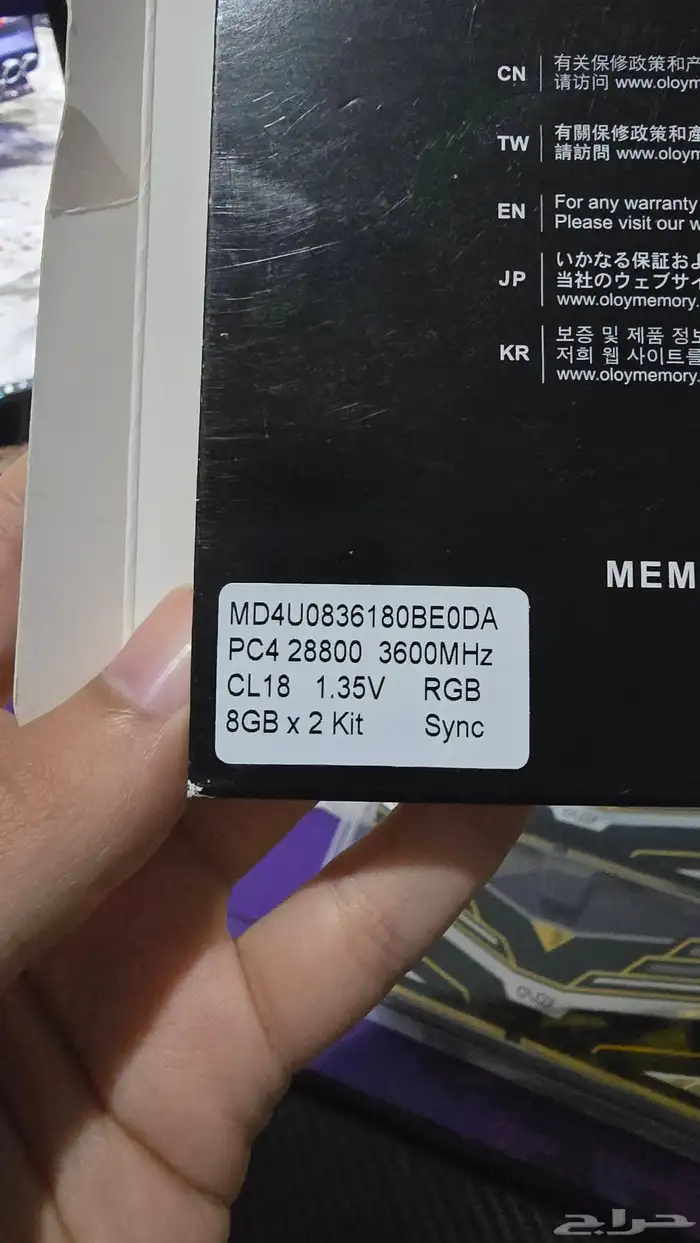 CN 有关保修政策和产
请访问 www.oloym
TW 有關保修政策和產
請訪問 www.oloym
EN For any warranty
Please visit our w
JP いかなる保証およ
当社のウェブサイ
www.oloymemory.
KR 보증 및 제품 정보
저희 웹 사이트를
www.oloymemory.
MEM
MD4U0836180BE0DA
PC4 28800 3600MHz
CL18 1.35V RGB
8GB x 2 Kit Sync
OLOy
حراج